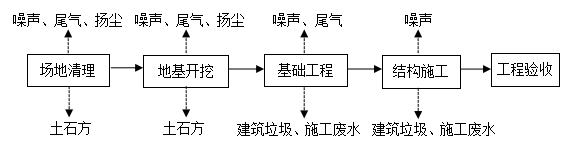 噪声、尾气、扬尘 噪声、尾气、扬尘 噪声、尾气 噪声
场地清理 地基开挖 基础工程 结构施工 工程验收
土石方 土石方 建筑垃圾、施工废水 建筑垃圾、施工废水